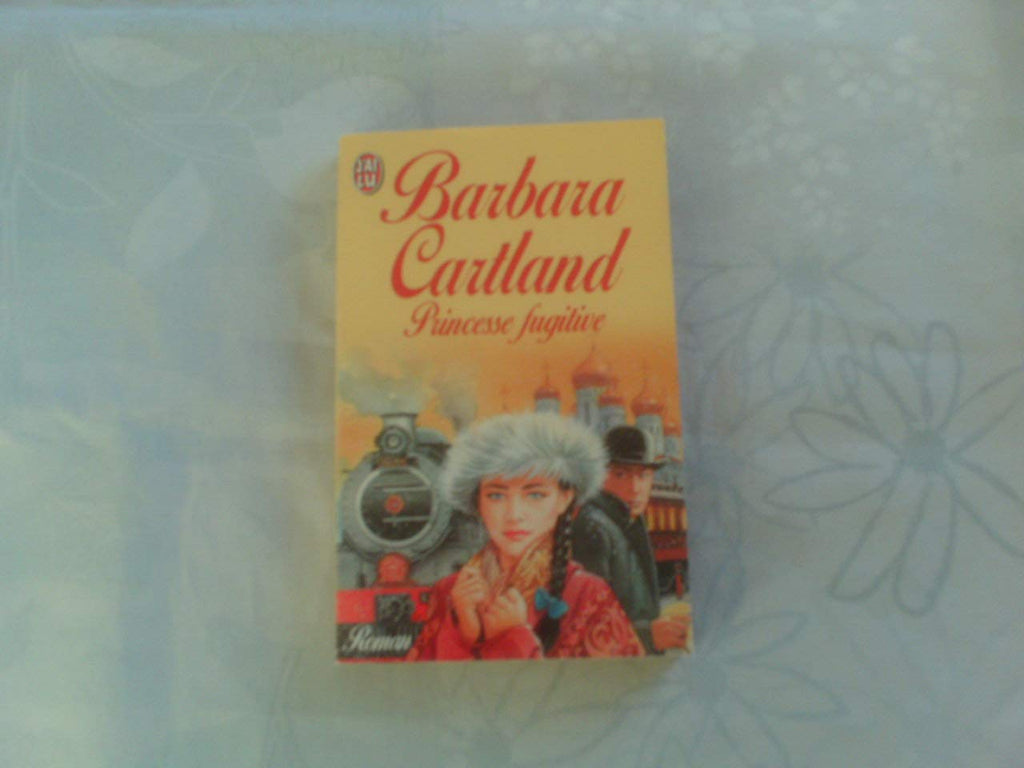 J'AI
LU
Barbara
Cartland
Princesse fugitive
Roman